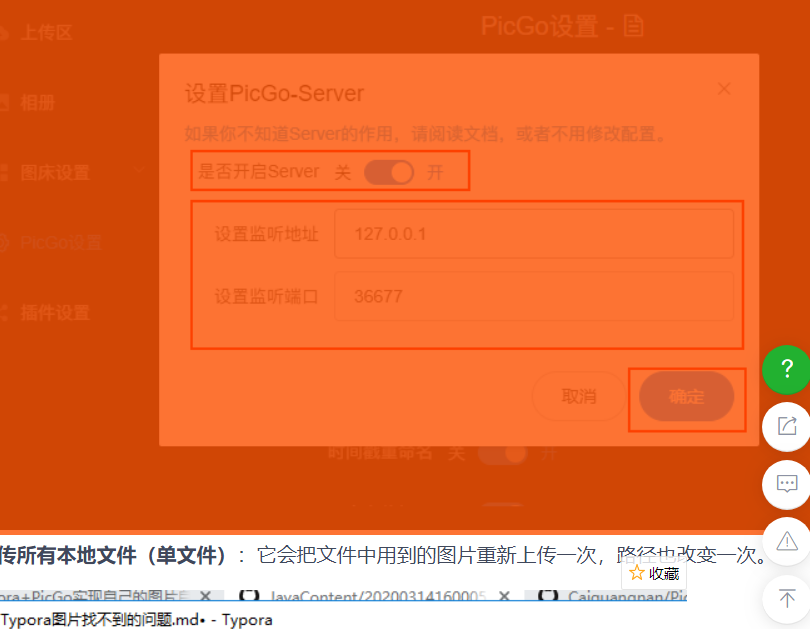 PicGo设置 -
上传区
相册
图床设置
PicGo设置
插件设置
设置PicGo-Server
如果你不知道Server的作用，请阅读文档，或者不用修改配置。
是否开启Server 关 开
设置监听地址 127.0.0.1
设置监听端口 36677
取消 确定
时间戳重命名 关 开
?
传所有本地文件（单文件）：它会把文件中用到的图片重新上传一次，路径也改变一次。
收藏
ora+PicGo实现自己的图片 JavaContent/20200314160005 Caiguangnan/Pic
Typora图片找不到的问题.md• - Typora